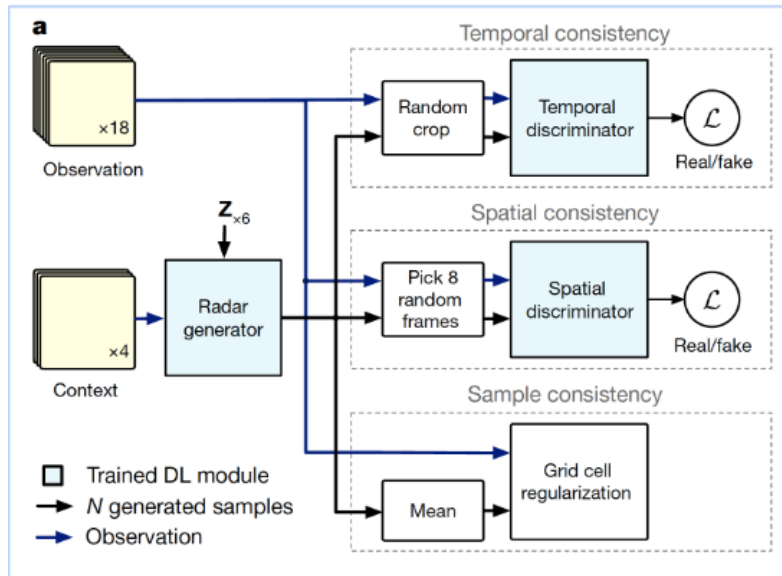 a
Temporal consistency
×18
Observation
Random
crop
Temporal
discriminator
ℒ
Real/fake
Z×6
Spatial consistency
×4
Context
Radar
generator
Pick 8
random
frames
Spatial
discriminator
ℒ
Real/fake
Sample consistency
Mean
Grid cell
regularization
Trained DL module
N generated samples
Observation